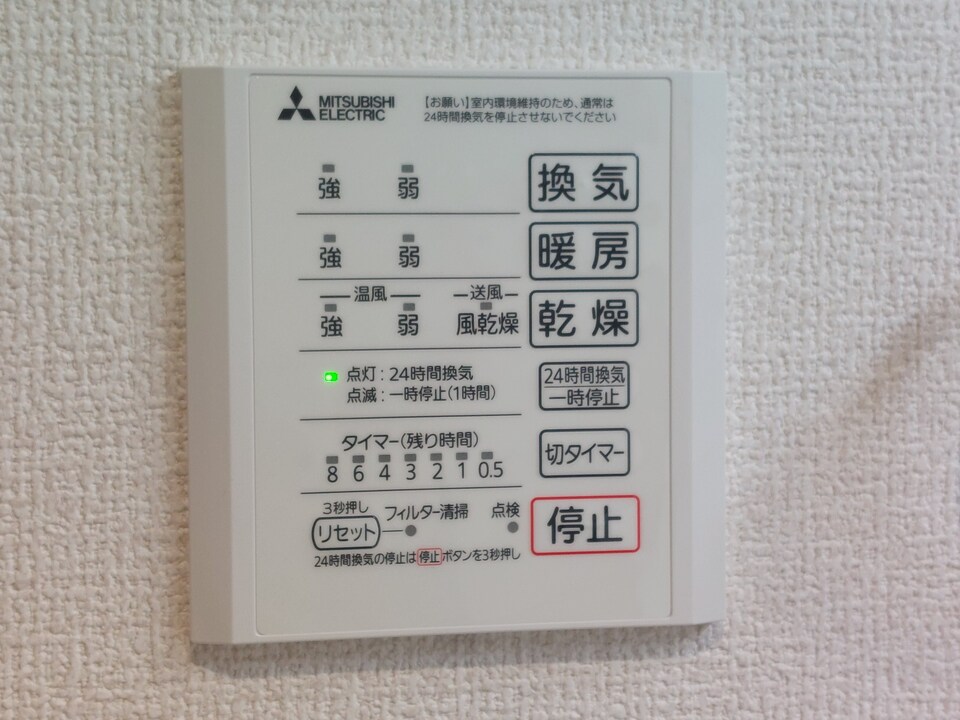 MITSUBISHI
ELECTRIC
【お願い】室内環境維持のため、通常は
24時間換気を停止させないでください
強 弱 換気
強 弱 暖房
温風 送風
強 弱 風乾燥 乾燥
点灯：24時間換気
点滅：一時停止(1時間)
24時間換気
一時停止
タイマー(残り時間)
8 6 4 3 2 1 0.5
切タイマー
3秒押し
リセット フィルター清掃 点検
停止
24時間換気の停止は停止ボタンを3秒押し